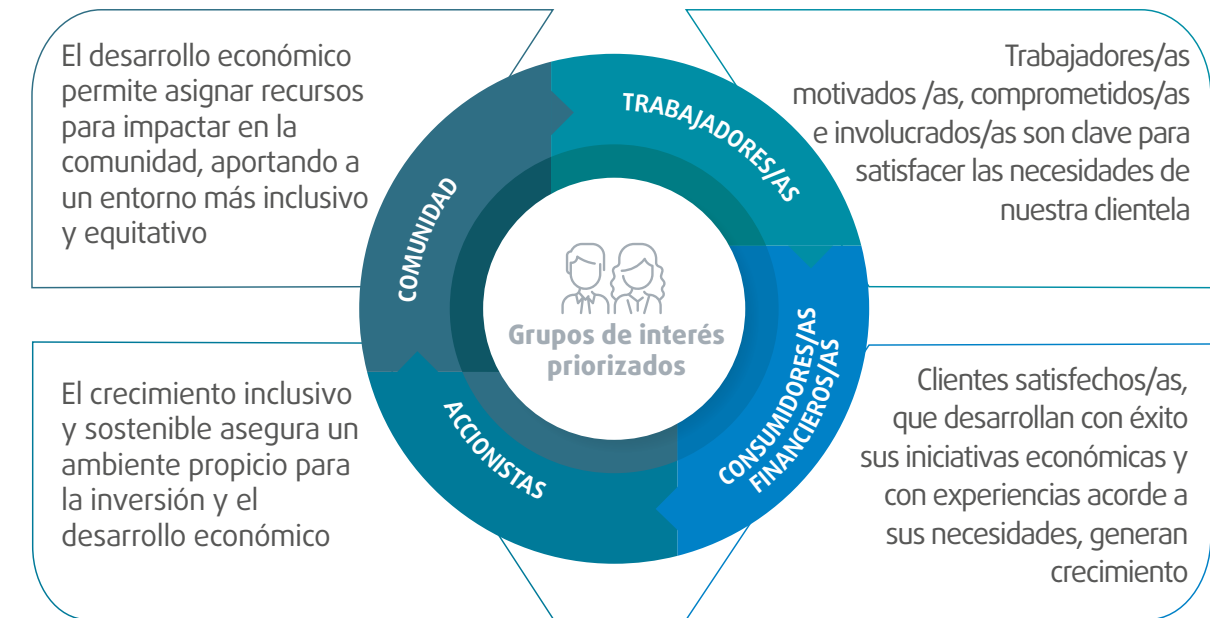 El desarrollo económico
permite asignar recursos
para impactar en la
comunidad, aportando a
un entorno más inclusivo
y equitativo
Trabajadores/as
motivados /as, comprometidos/as
e involucrados/as son clave para
satisfacer las necesidades de
nuestra clientela
COMUNIDAD
TRABAJADORES/AS
Grupos de interés
priorizados
ACCIONISTAS
CONSUMIDORES/AS
FINANCIEROS/AS
El crecimiento inclusivo
y sostenible asegura un
ambiente propicio para
la inversión y el
desarrollo económico
Clientes satisfechos/as,
que desarrollan con éxito
sus iniciativas económicas y
con experiencias acorde a
sus necesidades, generan
crecimiento